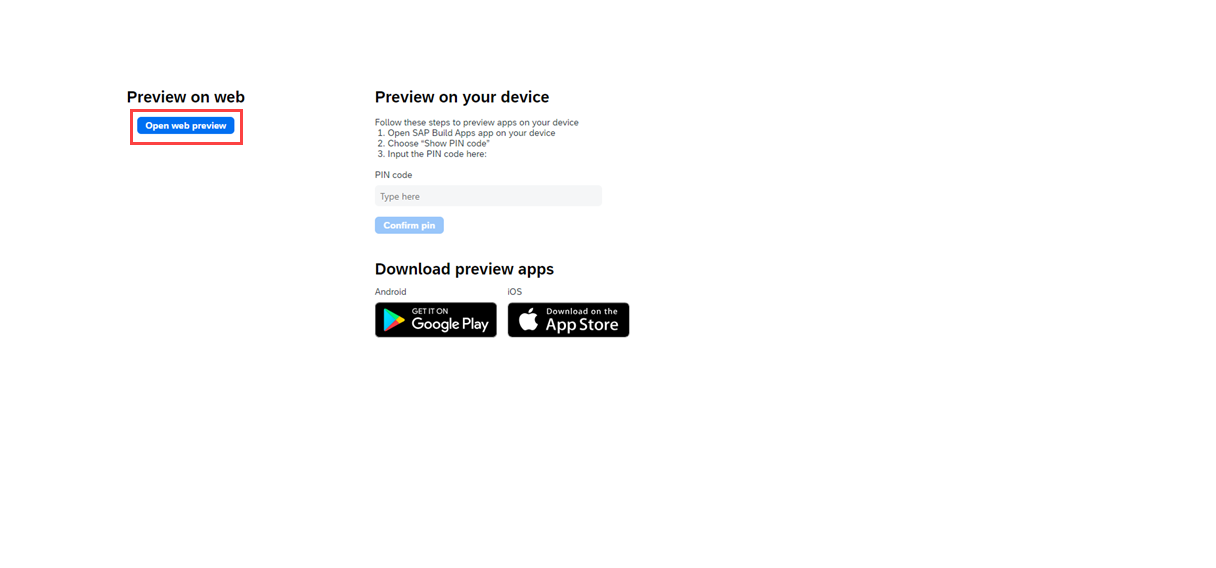 Preview on web
Open web preview
Preview on your device
Follow these steps to preview apps on your device
1. Open SAP Build Apps app on your device
2. Choose “Show PIN code”
3. Input the PIN code here:
PIN code
Type here
Confirm pin
Download preview apps
Android
iOS
GET IT ON
Google Play
Download on the
App Store